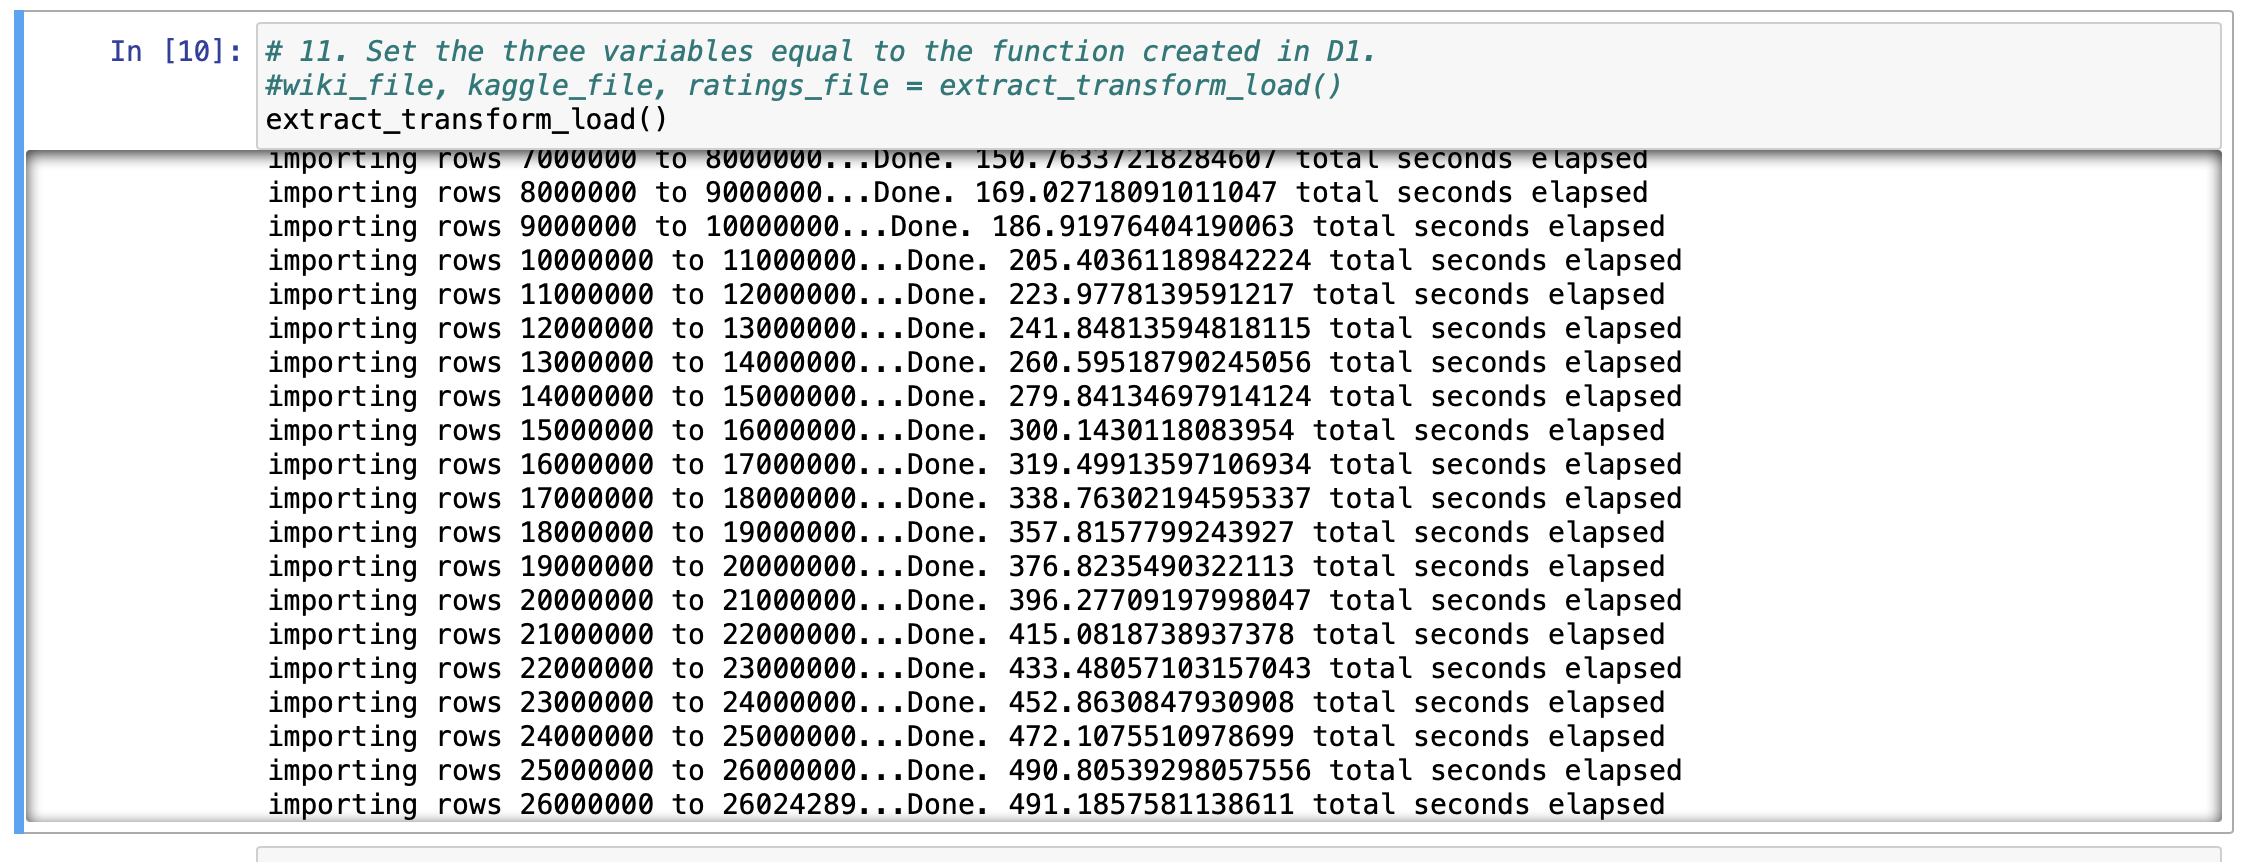 In [10]:
# 11. Set the three variables equal to the function created in D1.
#wiki_file, kaggle_file, ratings_file = extract_transform_load()
extract_transform_load()
importing rows 7000000 to 8000000...Done. 150.76337218284607 total seconds elapsed
importing rows 8000000 to 9000000...Done. 169.02718091011047 total seconds elapsed
importing rows 9000000 to 10000000...Done. 186.91976404190063 total seconds elapsed
importing rows 10000000 to 11000000...Done. 205.40361189842224 total seconds elapsed
importing rows 11000000 to 12000000...Done. 223.9778139591217 total seconds elapsed
importing rows 12000000 to 13000000...Done. 241.84813594818115 total seconds elapsed
importing rows 13000000 to 14000000...Done. 260.59518790245056 total seconds elapsed
importing rows 14000000 to 15000000...Done. 279.84134697914124 total seconds elapsed
importing rows 15000000 to 16000000...Done. 300.1430118083954 total seconds elapsed
importing rows 16000000 to 17000000...Done. 319.49913597106934 total seconds elapsed
importing rows 17000000 to 18000000...Done. 338.76302194595337 total seconds elapsed
importing rows 18000000 to 19000000...Done. 357.8157799243927 total seconds elapsed
importing rows 19000000 to 20000000...Done. 376.8235490322113 total seconds elapsed
importing rows 20000000 to 21000000...Done. 396.27709197998047 total seconds elapsed
importing rows 21000000 to 22000000...Done. 415.0818738937378 total seconds elapsed
importing rows 22000000 to 23000000...Done. 433.48057103157043 total seconds elapsed
importing rows 23000000 to 24000000...Done. 452.8630847930908 total seconds elapsed
importing rows 24000000 to 25000000...Done. 472.1075510978699 total seconds elapsed
importing rows 25000000 to 26000000...Done. 490.80539298057556 total seconds elapsed
importing rows 26000000 to 26024289...Done. 491.1857581138611 total seconds elapsed